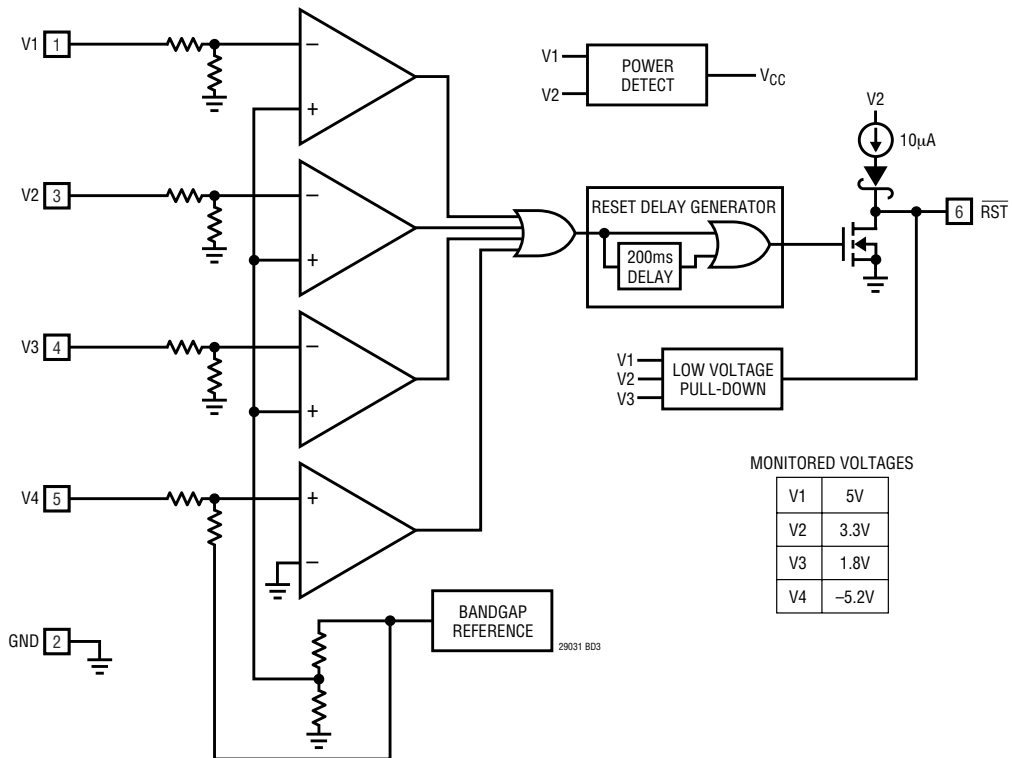 V1 1
−
+
V2 3
−
+
V3 4
−
+
V4 5
+
−
GND 2
V1
V2
POWER
DETECT
VCC
V2
10μA
RESET DELAY GENERATOR
200ms
DELAY
6 R̅S̅T̅
V1
V2
V3
LOW VOLTAGE
PULL-DOWN
BANDGAP
REFERENCE
29031 BD3
MONITORED VOLTAGES
V1 5V
V2 3.3V
V3 1.8V
V4 –5.2V